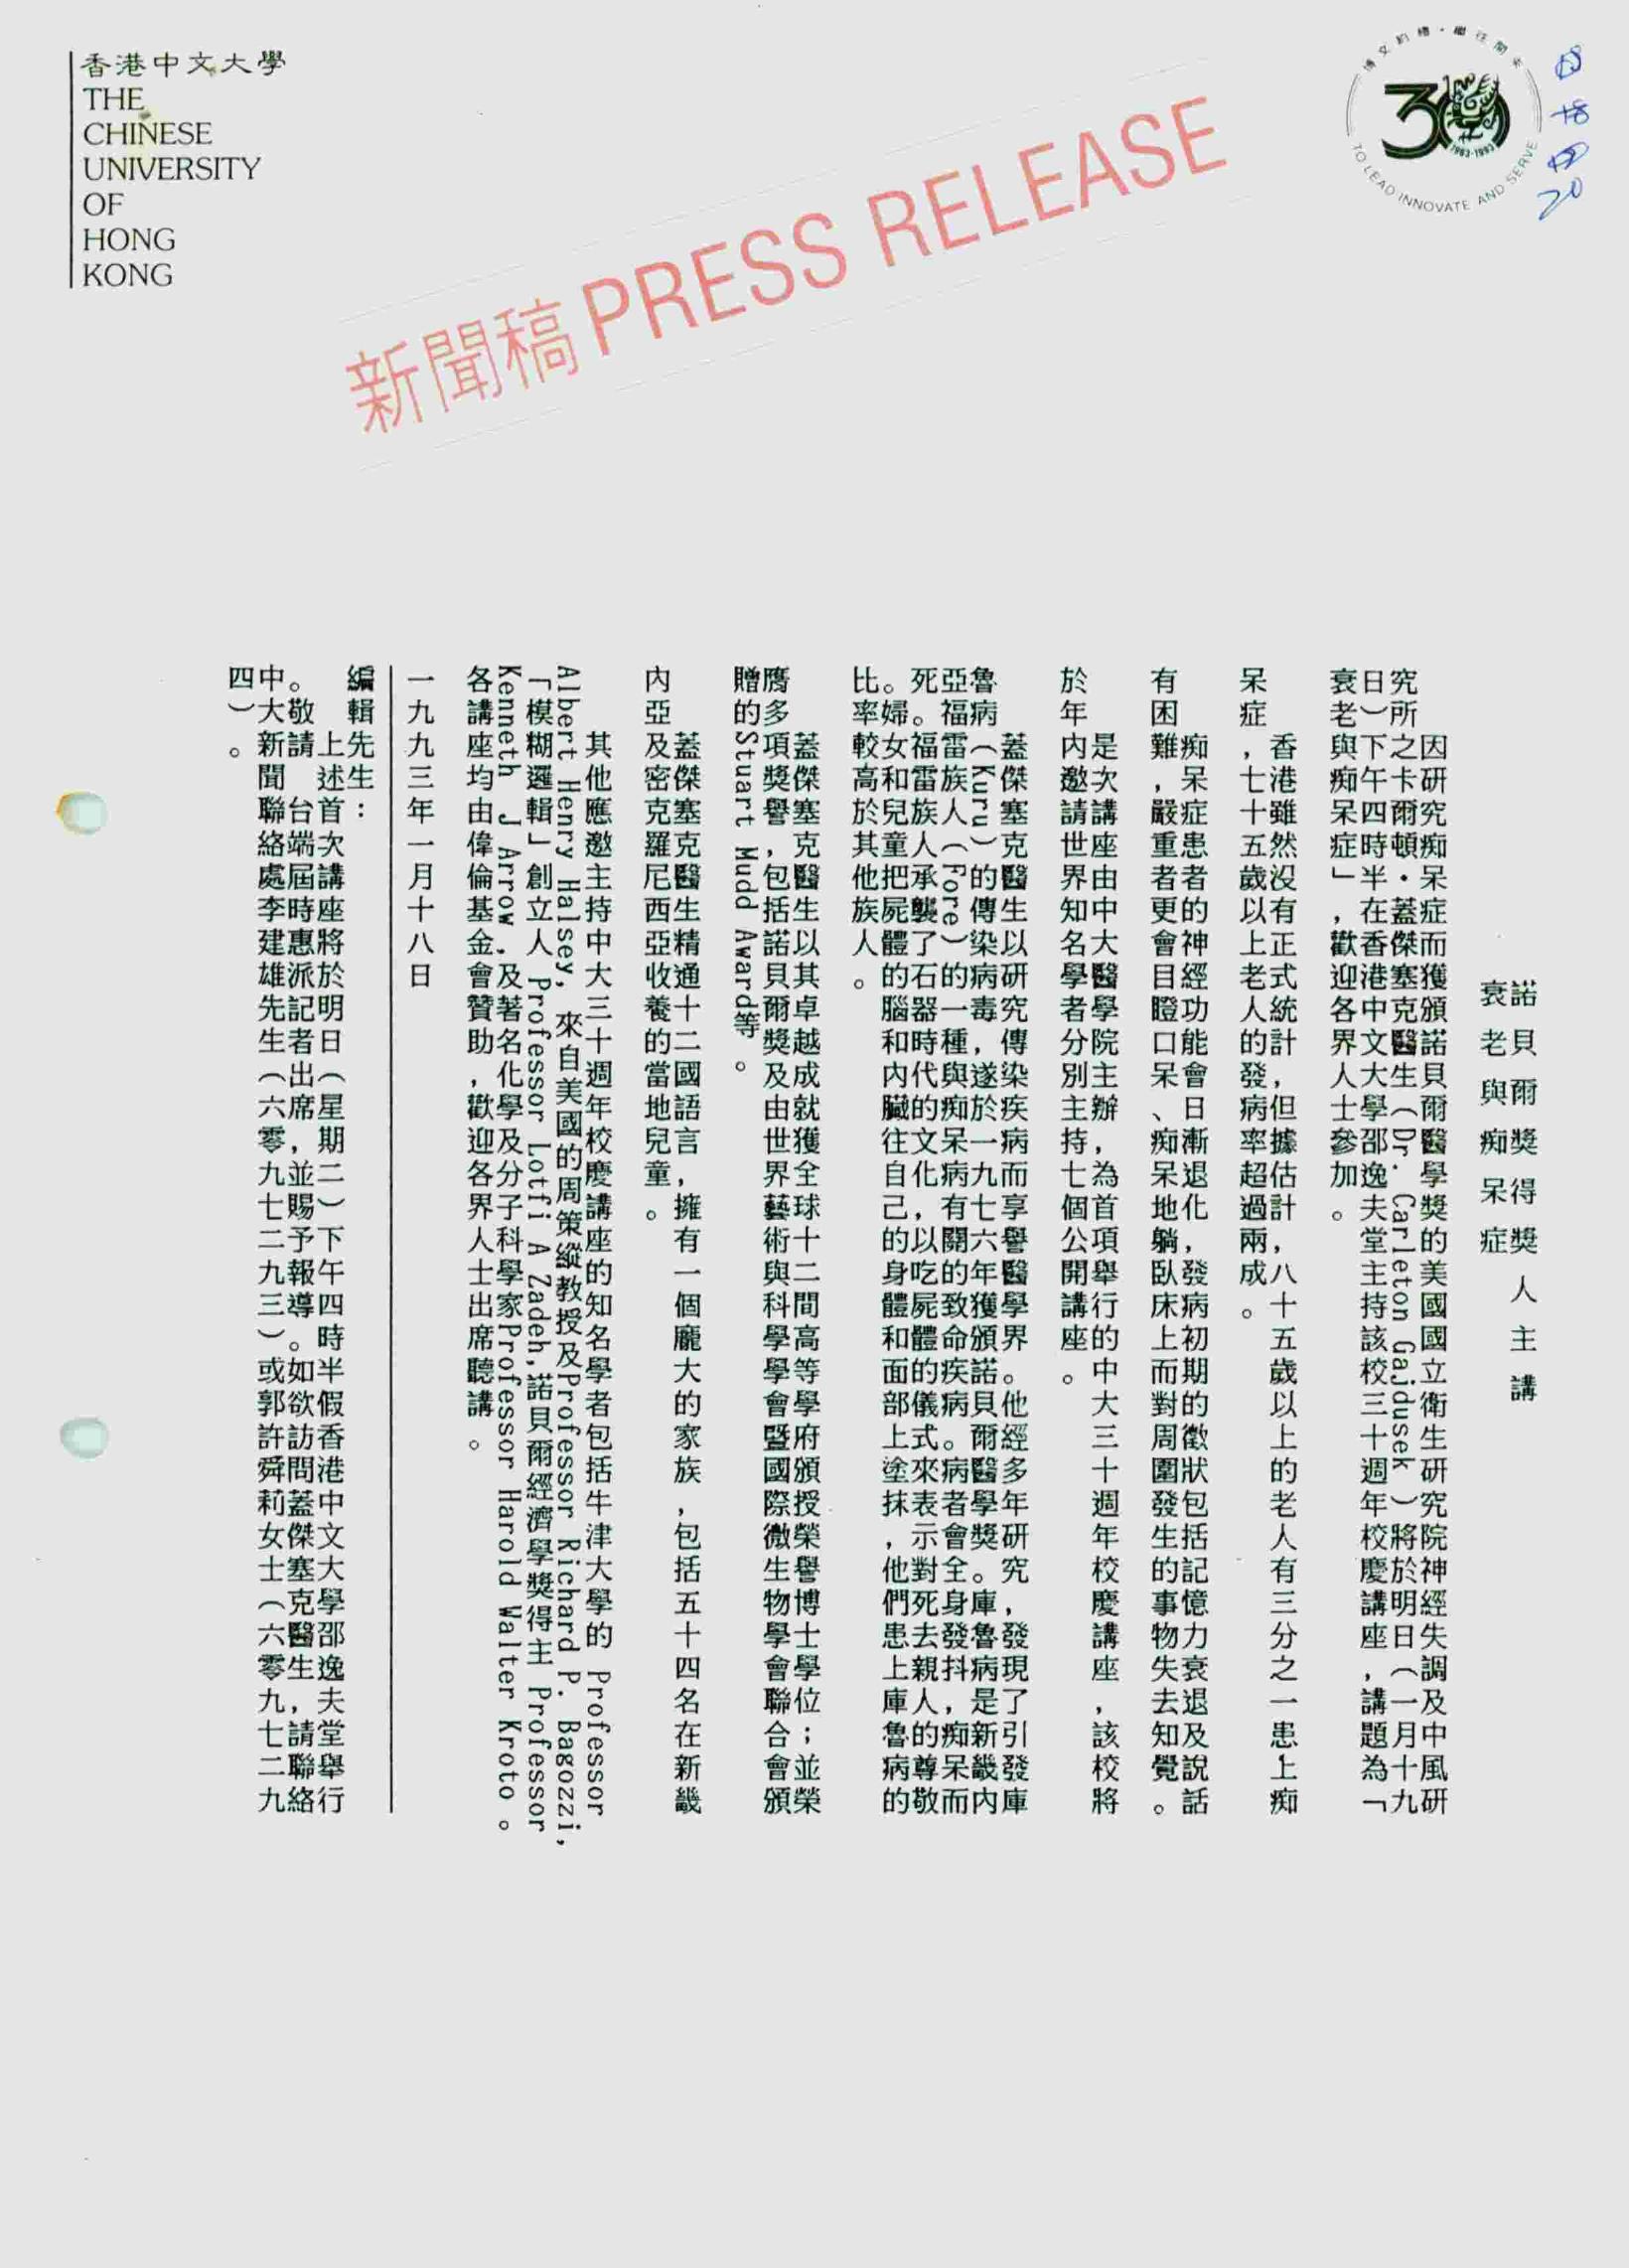 香港中文大學
THE
CHINESE
UNIVERSITY
OF
HONG
KONG
博文約禮・繼往開來
30
1963-1993
TO LEAD INNOVATE AND SERVE
20
新聞稿 PRESS RELEASE
諾貝爾獎得獎人主講
衰老與痴呆症
因研究痴呆症而獲頒諾貝爾醫學獎的美國國立衛生研究院神經失調及中風研
究所之卡爾頓・蓋傑塞克醫生（Dr. Carleton Gajdusek）將於明日（一月十九
日）下午四時半在香港中文大學邵逸夫堂主持該校三十週年校慶講座，講題為「
衰老與痴呆症」，歡迎各界人士參加。
香港雖然没有正式統計，但據估計，八十五歲以上的老人有三分之一患上痴
呆症，七十五歲以上老人的發病率超過兩成。
痴呆症患者的神經功能會日漸退化，發病初期的徵狀包括記憶力衰退及說話
有困難，嚴重者更會目瞪口呆、痴呆地躺臥床上而對周圍發生的事物失去知覺。
是次講座由中大醫學院主辦，為首項舉行的中大三十週年校慶講座，該校將
於年內邀請世界知名學者分別主持七個公開講座。
蓋傑塞克醫生以研究傳染疾病而享譽醫學界。他經多年研究，發現了引發庫
魯病（Kuru）的傳染病毒，遂於一九七六年獲頒諾貝爾醫學獎。庫魯病是新畿內
亞福雷族人（Fore）的一種與痴呆病有關的致命疾病。病者會全身發抖，痴呆而
死。福雷族人承襲了石器時代的文化，以吃屍體的儀式來表示對死去親人的尊敬
。婦女和兒童把屍體的腦和內臟往自己的身體和面部上塗抹，他們患上庫魯病的
比率較高於其他族人。
蓋傑塞克醫生以其卓越成就獲全球十二間高等學府頒授榮譽博士學位；並榮
膺多項獎譽，包括諾貝爾獎及由世界藝術與科學學會暨國際微生物學會聯合會頒
贈的Stuart Mudd Award等。
蓋傑塞克醫生精通十二國語言，擁有一個龐大的家族，包括五十四名在新畿
內亞及密克羅尼西亞收養的當地兒童。
其他應邀主持中大三十週年校慶講座的知名學者包括牛津大學的 Professor
Albert Henry Halsey，來自美國的周策縱教授及Professor Richard P. Bagozzi，
「模糊邏輯」創立人 Professor Lotfi A Zadeh，諾貝爾經濟學獎得主 Professor
Kenneth J Arrow，及著名化學及分子科學家Professor Harold Walter Kroto。
各講座均由偉倫基金會贊助，歡迎各界人士出席聽講。
一九九三年一月十八日
編輯先生：
上述首次講座將於明日（星期二）下午四時半假香港中文大學邵逸夫堂舉行
。敬請　台端屆時惠派記者出席，並賜予報導。如欲訪問蓋傑塞克醫生，請聯絡
中大新聞聯絡處李建雄先生（六零九七二九三）或郭許舜莉女士（六零九七二九
四）。